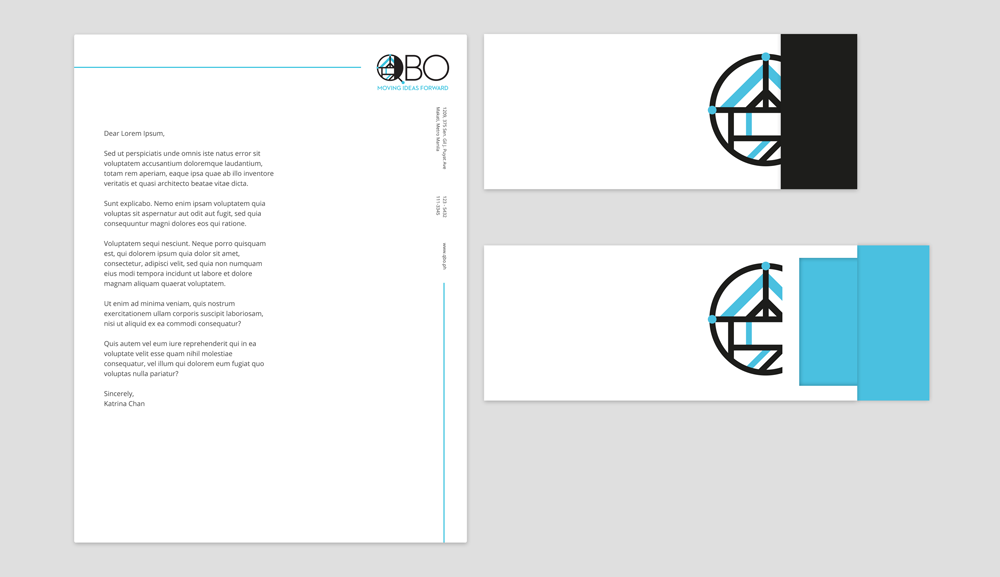 QBO
MOVING IDEAS FORWARD
1209, 375 Sen. Gil J. Puyat Ave
Makati, Metro Manila
123 - 5432
111-2345
www.qbo.ph
Dear Lorem Ipsum,
Sed ut perspiciatis unde omnis iste natus error sit
voluptatem accusantium doloremque laudantium,
totam rem aperiam, eaque ipsa quae ab illo inventore
veritatis et quasi architecto beatae vitae dicta.
Sunt explicabo. Nemo enim ipsam voluptatem quia
voluptas sit aspernatur aut odit aut fugit, sed quia
consequuntur magni dolores eos qui ratione.
Voluptatem sequi nesciunt. Neque porro quisquam
est, qui dolorem ipsum quia dolor sit amet,
consectetur, adipisci velit, sed quia non numquam
eius modi tempora incidunt ut labore et dolore
magnam aliquam quaerat voluptatem.
Ut enim ad minima veniam, quis nostrum
exercitationem ullam corporis suscipit laboriosam,
nisi ut aliquid ex ea commodi consequatur?
Quis autem vel eum iure reprehenderit qui in ea
voluptate velit esse quam nihil molestiae
consequatur, vel illum qui dolorem eum fugiat quo
voluptas nulla pariatur?
Sincerely,
Katrina Chan